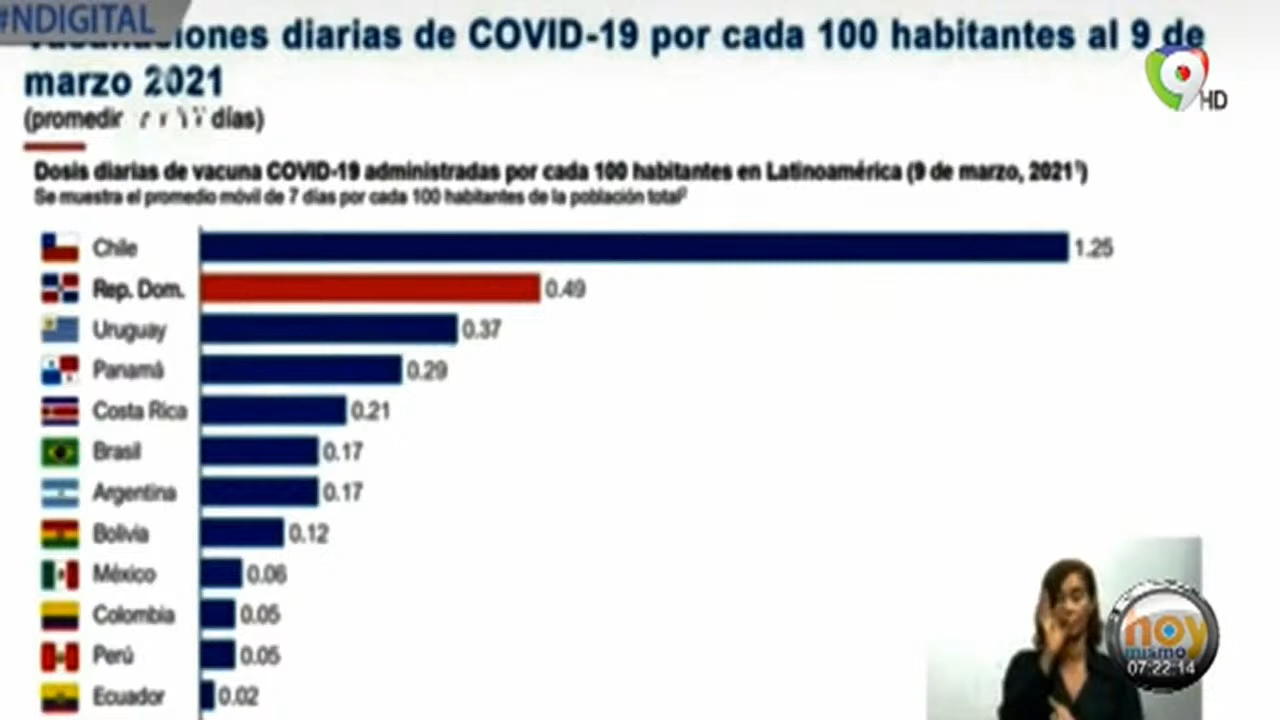 #NDIGITAL
diarias de COVID-19 por cada 100 habitantes al 9 de
marzo 2021
días)
Dosis diarias de vacuna COVID-19 administradas por cada 100 habitantes en Latinoamérica (9 de marzo, 2021¹)
Se muestra el promedio móvil de 7 días por cada 100 habitantes de la población total²
9 HD
Chile 1.25
Rep. Dom. 0.49
Uruguay 0.37
Panamá 0.29
Costa Rica 0.21
Brasil 0.17
Argentina 0.17
Bolivia 0.12
México 0.06
Colombia 0.05
Perú 0.05
Ecuador 0.02
hoy
mismo
07:22:14